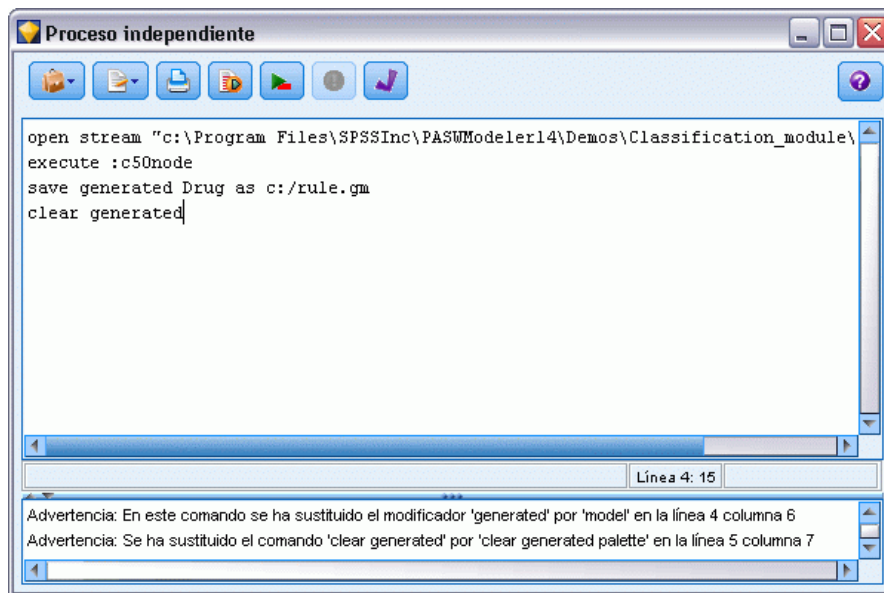 Proceso independiente
open stream "c:\Program Files\SPSSInc\PASWModeler14\Demos\Classification_module\
execute :c50node
save generated Drug as c:/rule.gm
clear generated
Línea 4: 15
Advertencia: En este comando se ha sustituido el modificador 'generated' por 'model' en la línea 4 columna 6
Advertencia: Se ha sustituido el comando 'clear generated' por 'clear generated palette' en la línea 5 columna 7